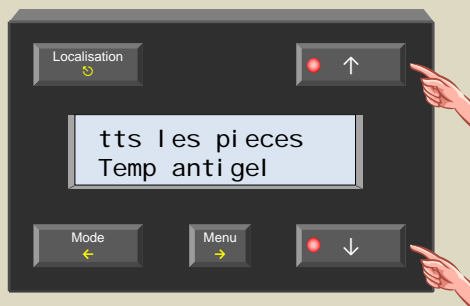 Localisation
tts les pieces
Temp antigel
Mode
Menu